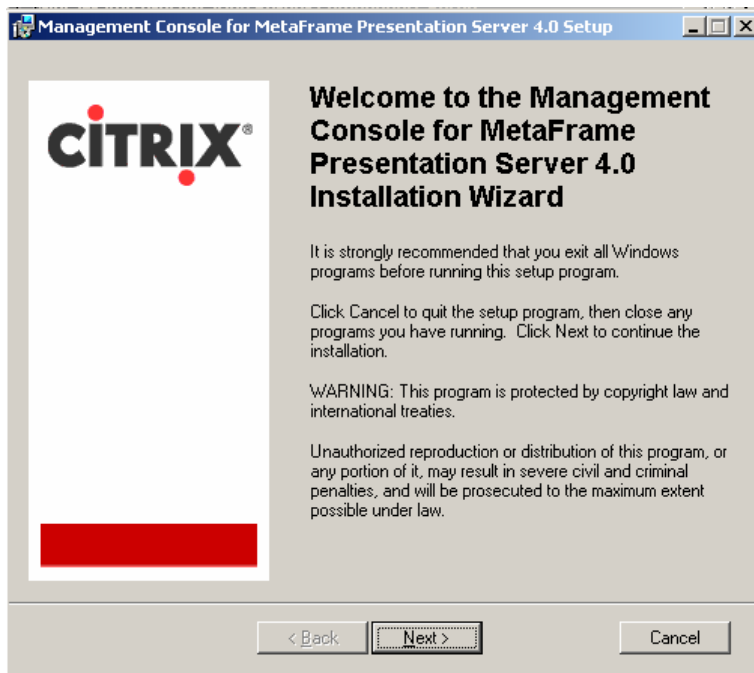 Management Console for MetaFrame Presentation Server 4.0 Setup
CİTRIX®
Welcome to the Management
Console for MetaFrame
Presentation Server 4.0
Installation Wizard
It is strongly recommended that you exit all Windows
programs before running this setup program.
Click Cancel to quit the setup program, then close any
programs you have running. Click Next to continue the
installation.
WARNING: This program is protected by copyright law and
international treaties.
Unauthorized reproduction or distribution of this program, or
any portion of it, may result in severe civil and criminal
penalties, and will be prosecuted to the maximum extent
possible under law.
< Back
Next >
Cancel